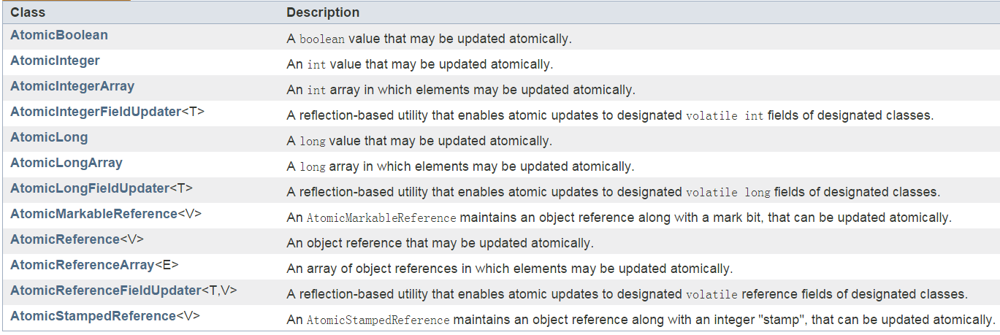 Class Description
AtomicBoolean A boolean value that may be updated atomically.
AtomicInteger An int value that may be updated atomically.
AtomicIntegerArray An int array in which elements may be updated atomically.
AtomicIntegerFieldUpdater<T> A reflection-based utility that enables atomic updates to designated volatile int fields of designated classes.
AtomicLong A long value that may be updated atomically.
AtomicLongArray A long array in which elements may be updated atomically.
AtomicLongFieldUpdater<T> A reflection-based utility that enables atomic updates to designated volatile long fields of designated classes.
AtomicMarkableReference<V> An AtomicMarkableReference maintains an object reference along with a mark bit, that can be updated atomically.
AtomicReference<V> An object reference that may be updated atomically.
AtomicReferenceArray<E> An array of object references in which elements may be updated atomically.
AtomicReferenceFieldUpdater<T,V> A reflection-based utility that enables atomic updates to designated volatile reference fields of designated classes.
AtomicStampedReference<V> An AtomicStampedReference maintains an object reference along with an integer "stamp", that can be updated atomically.